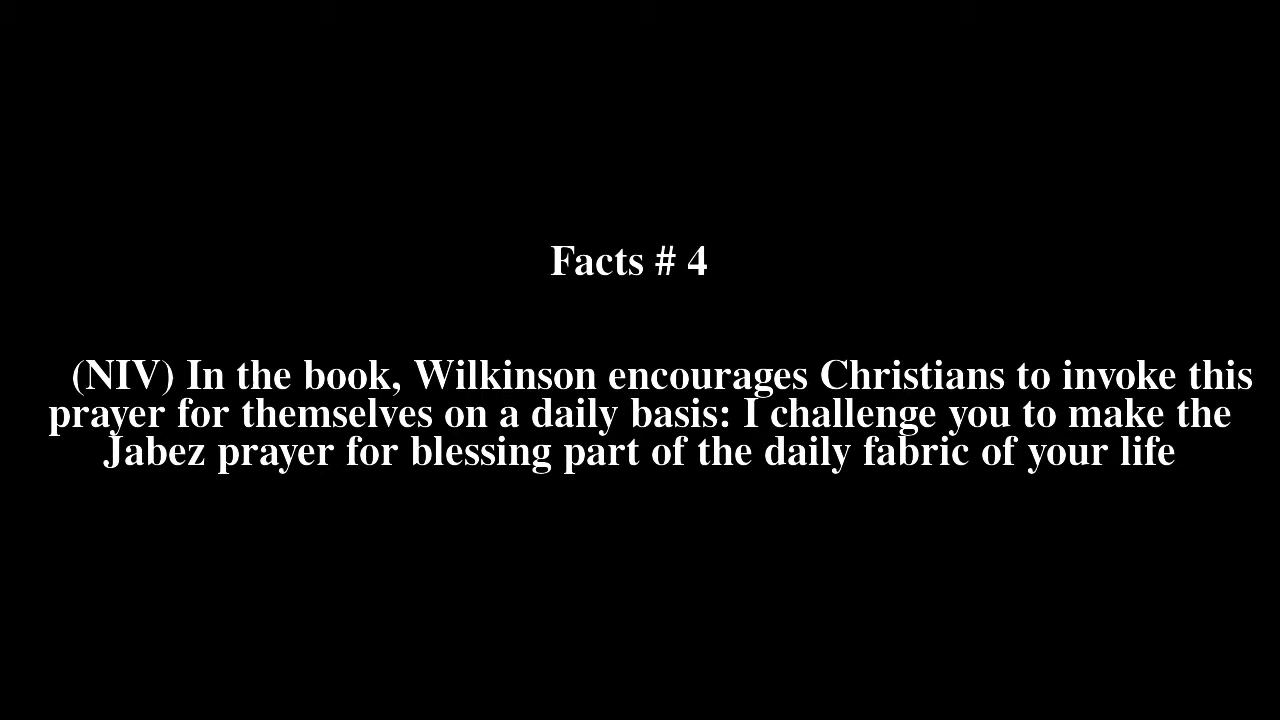 Facts # 4
(NIV) In the book, Wilkinson encourages Christians to invoke this
prayer for themselves on a daily basis: I challenge you to make the
Jabez prayer for blessing part of the daily fabric of your life